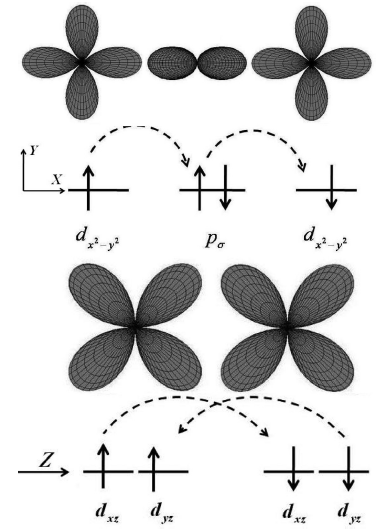 Y
X
d_{x²-y²} p_σ d_{x²-y²}
Z
d_{xz} d_{yz} d_{xz} d_{yz}